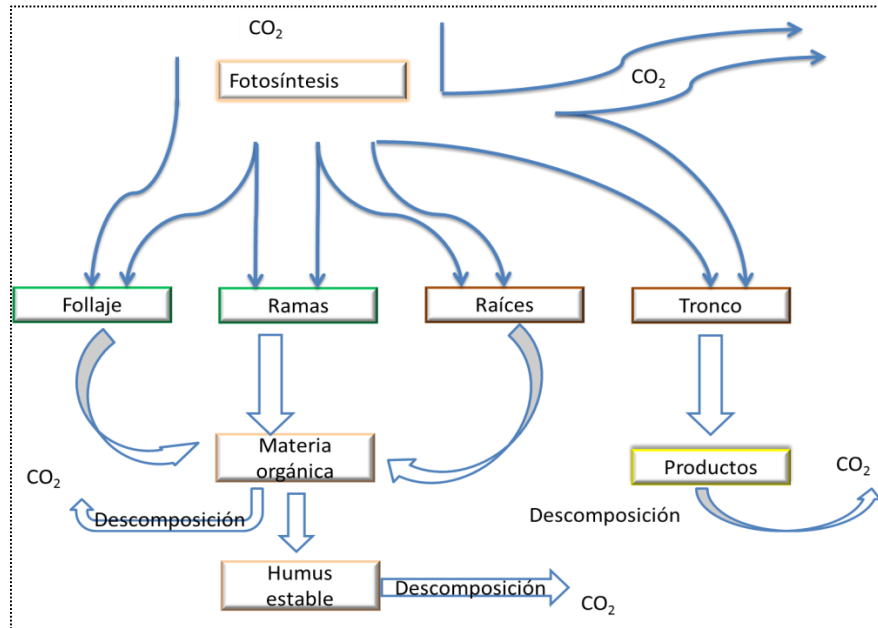 CO₂
Fotosíntesis
CO₂
Follaje
Ramas
Raíces
Tronco
Materia
orgánica
Productos
CO₂
CO₂
Descomposición
Descomposición
Humus
estable
Descomposición
CO₂